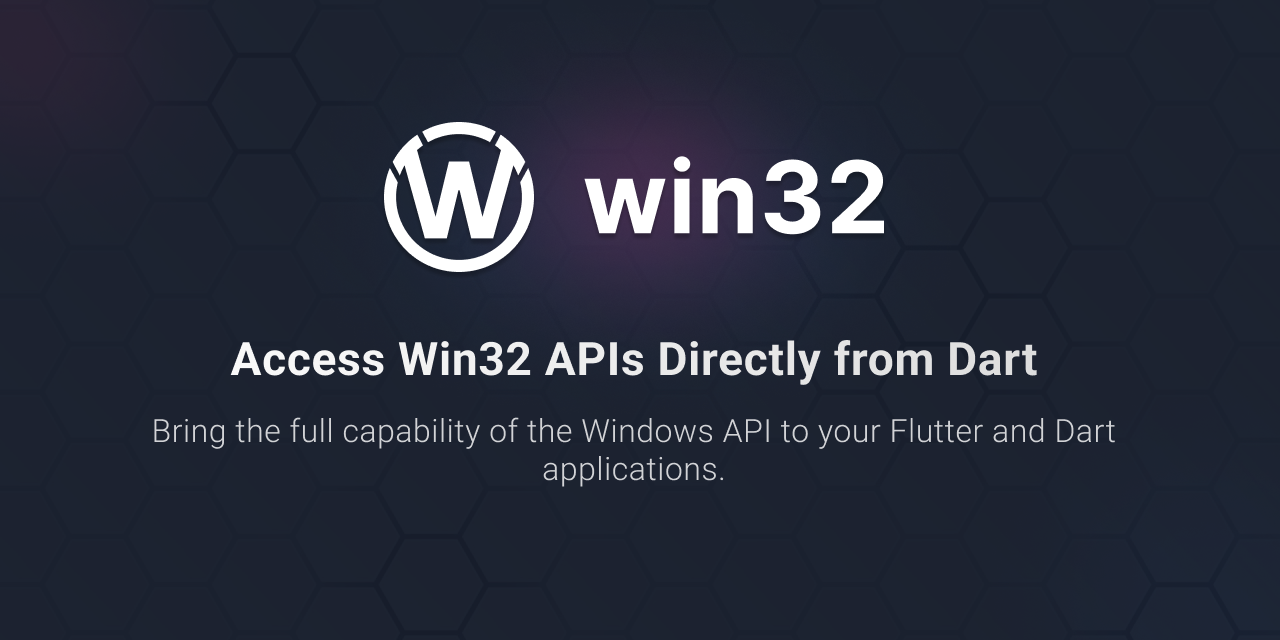 W win32
Access Win32 APIs Directly from Dart
Bring the full capability of the Windows API to your Flutter and Dart
applications.